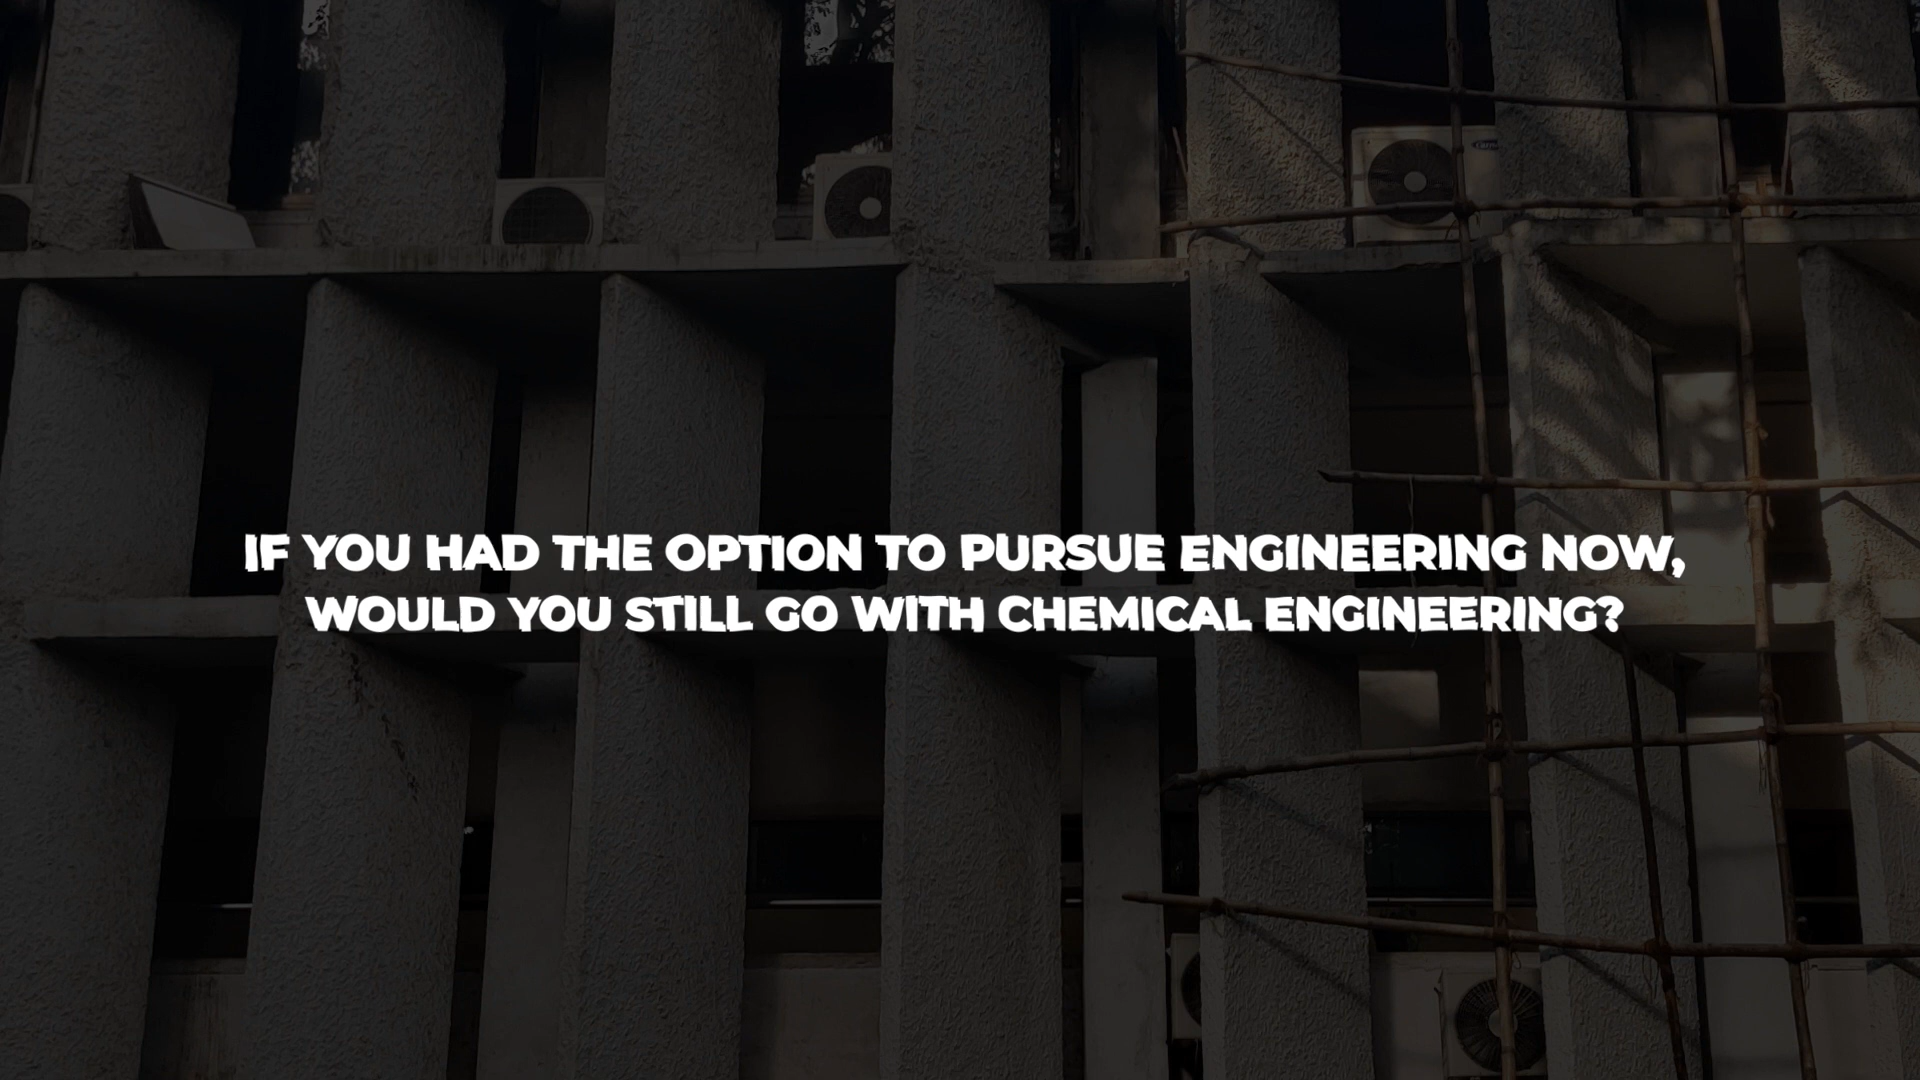 IF YOU HAD THE OPTION TO PURSUE ENGINEERING NOW,
WOULD YOU STILL GO WITH CHEMICAL ENGINEERING?